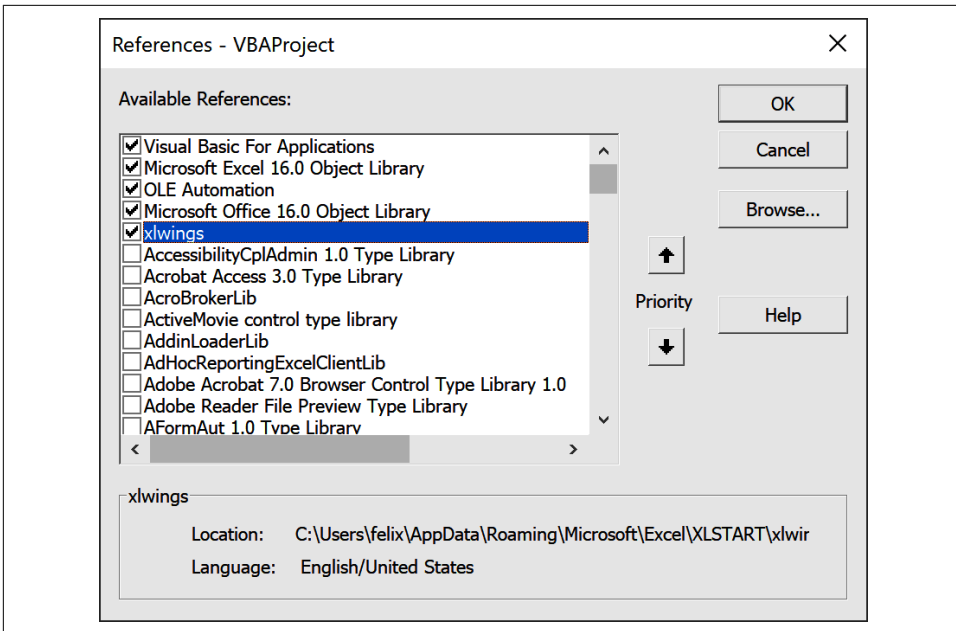 References - VBAProject
Available References:
Visual Basic For Applications
Microsoft Excel 16.0 Object Library
OLE Automation
Microsoft Office 16.0 Object Library
xlwings
AccessibilityCplAdmin 1.0 Type Library
Acrobat Access 3.0 Type Library
AcroBrokerLib
ActiveMovie control type library
AddinLoaderLib
AdHocReportingExcelClientLib
Adobe Acrobat 7.0 Browser Control Type Library 1.0
Adobe Reader File Preview Type Library
AFormAut 1.0 Type Library
Priority
OK
Cancel
Browse...
Help
xlwings
Location: C:\Users\felix\AppData\Roaming\Microsoft\Excel\XLSTART\xlwir
Language: English/United States